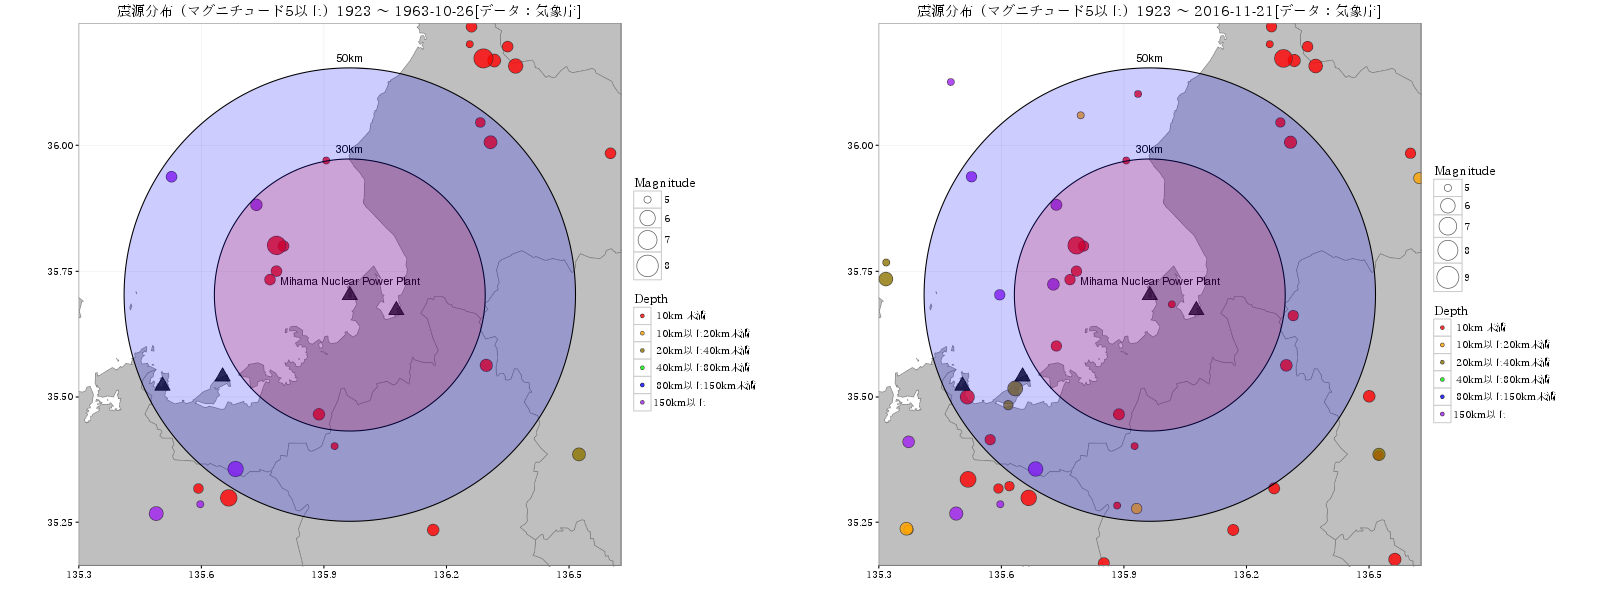 震源分布（マグニチュード5以上）1923 ～ 1963-10-26[データ：気象庁]
50km
30km
Mihama Nuclear Power Plant
36.00
35.75
35.50
35.25
135.3
135.6
135.9
136.2
136.5
Magnitude
5
6
7
8
Depth
10km 未満
10km以上20km未満
20km以上40km未満
40km以上80km未満
80km以上150km未満
150km以上
震源分布（マグニチュード5以上）1923 ～ 2016-11-21[データ：気象庁]
50km
30km
Mihama Nuclear Power Plant
36.00
35.75
35.50
35.25
135.3
135.6
135.9
136.2
136.5
Magnitude
5
6
7
8
9
Depth
10km 未満
10km以上20km未満
20km以上40km未満
40km以上80km未満
80km以上150km未満
150km以上